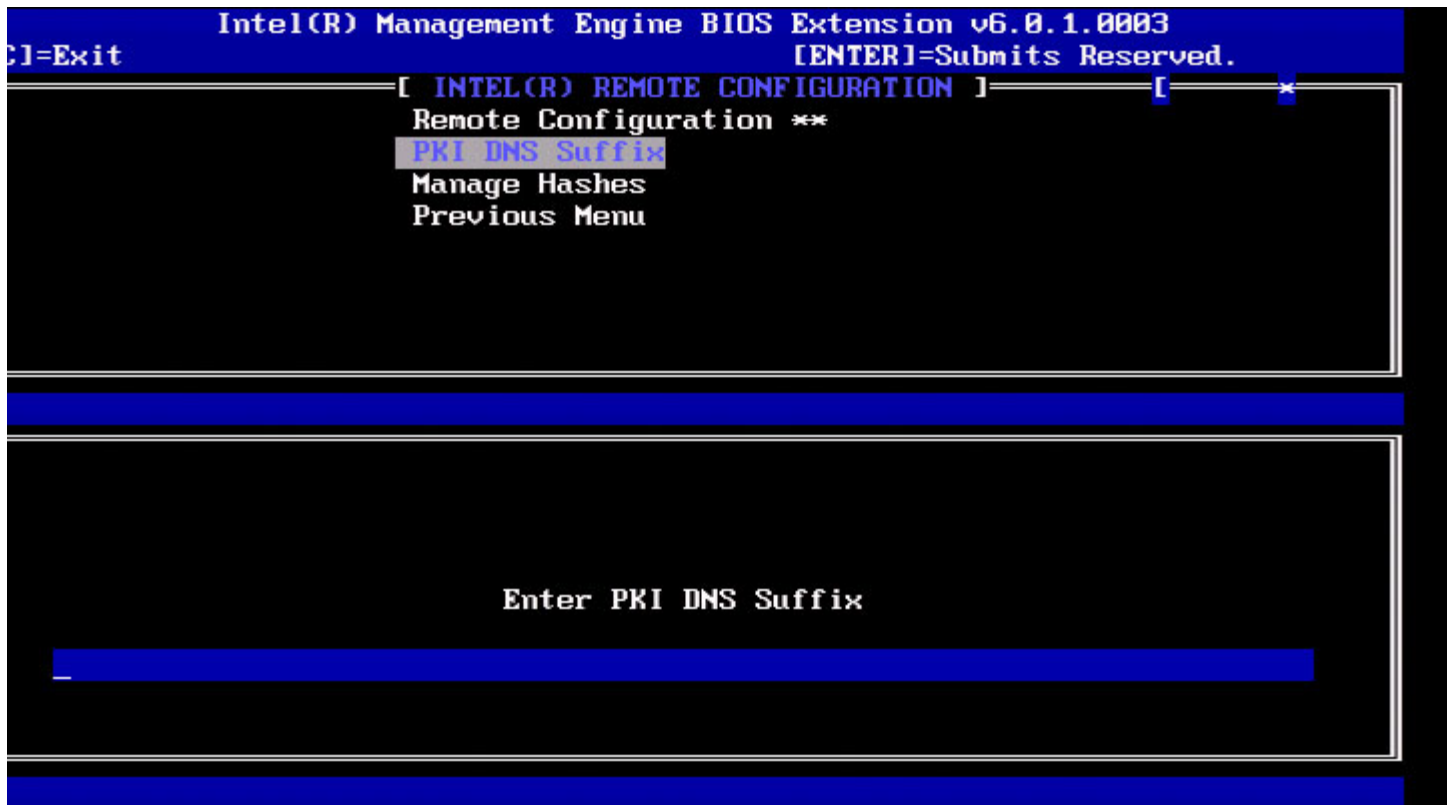 Intel(R) Management Engine BIOS Extension v6.0.1.0003
C]=Exit [ENTER]=Submits Reserved.
[ INTEL(R) REMOTE CONFIGURATION ] [ *
Remote Configuration **
PKI DNS Suffix
Manage Hashes
Previous Menu
Enter PKI DNS Suffix
_